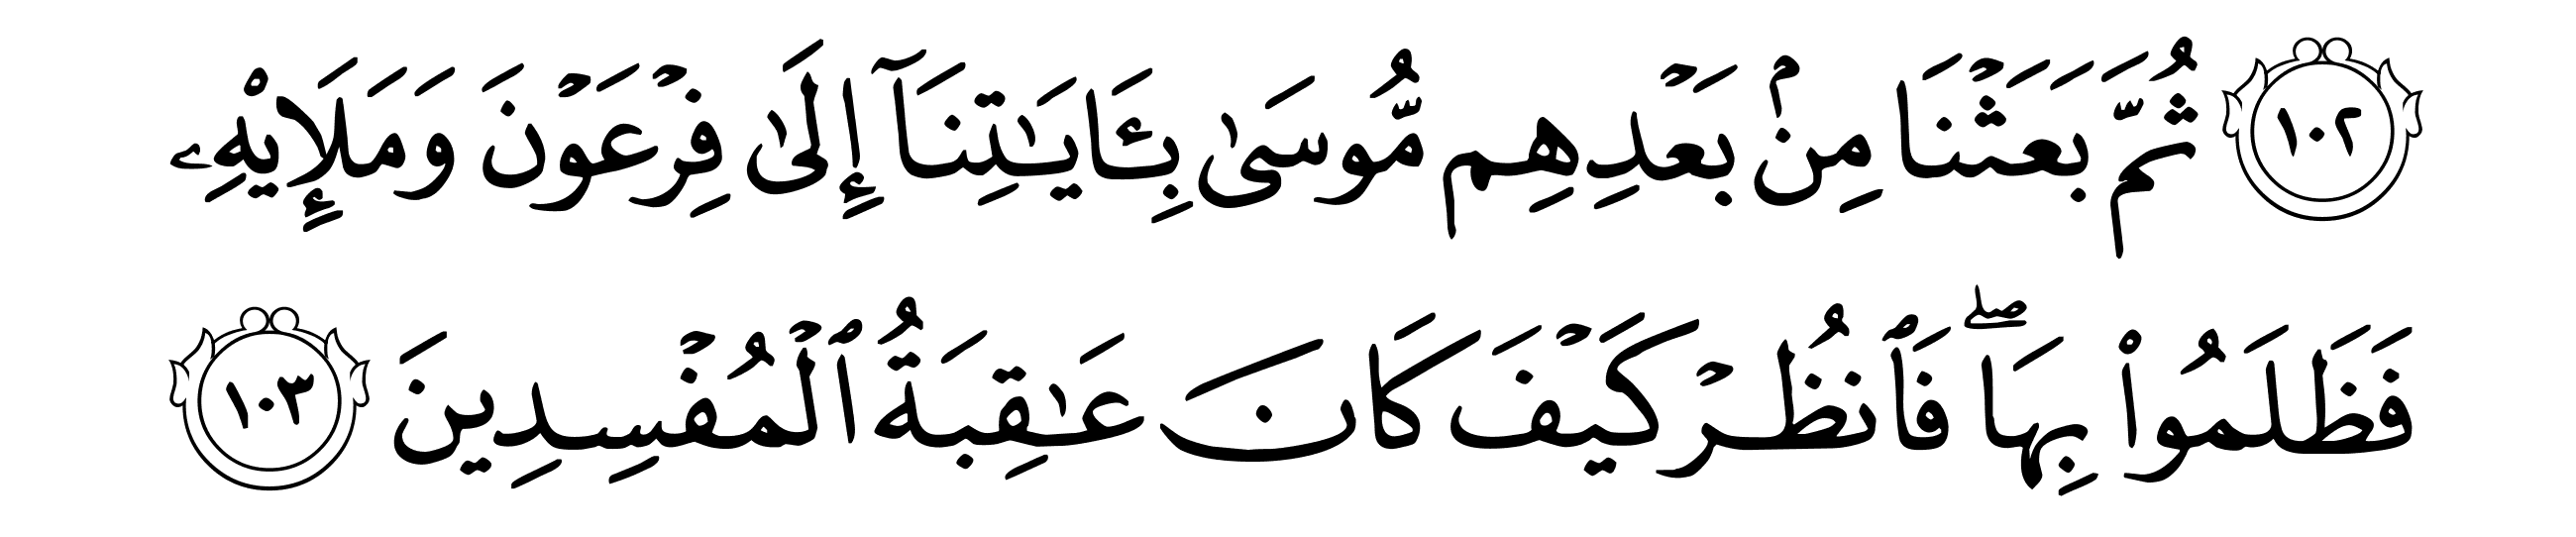 ١٠٢ ثُمَّ بَعَثْنَا مِنۢ بَعْدِهِم مُّوسَىٰ بِـَٔايَـٰتِنَآ إِلَىٰ فِرْعَوْنَ وَمَلَإِي۟هِۦ
فَظَلَمُوا۟ بِهَا ۖ فَٱنظُرْ كَيْفَ كَانَ عَـٰقِبَةُ ٱلْمُفْسِدِينَ ١٠٣